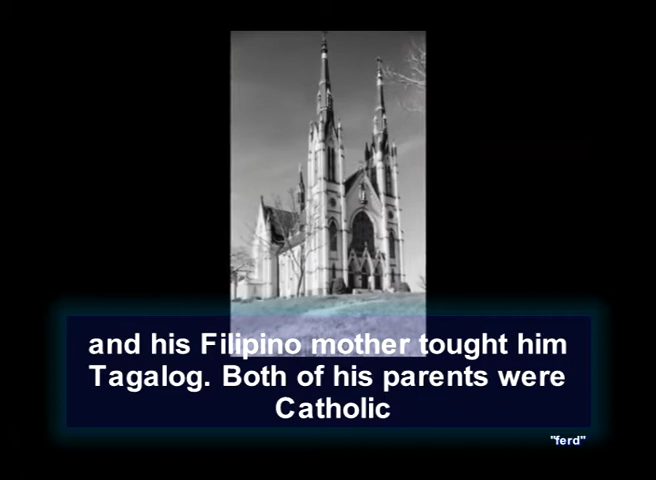 and his Filipino mother tought him
Tagalog. Both of his parents were
Catholic
"ferd"